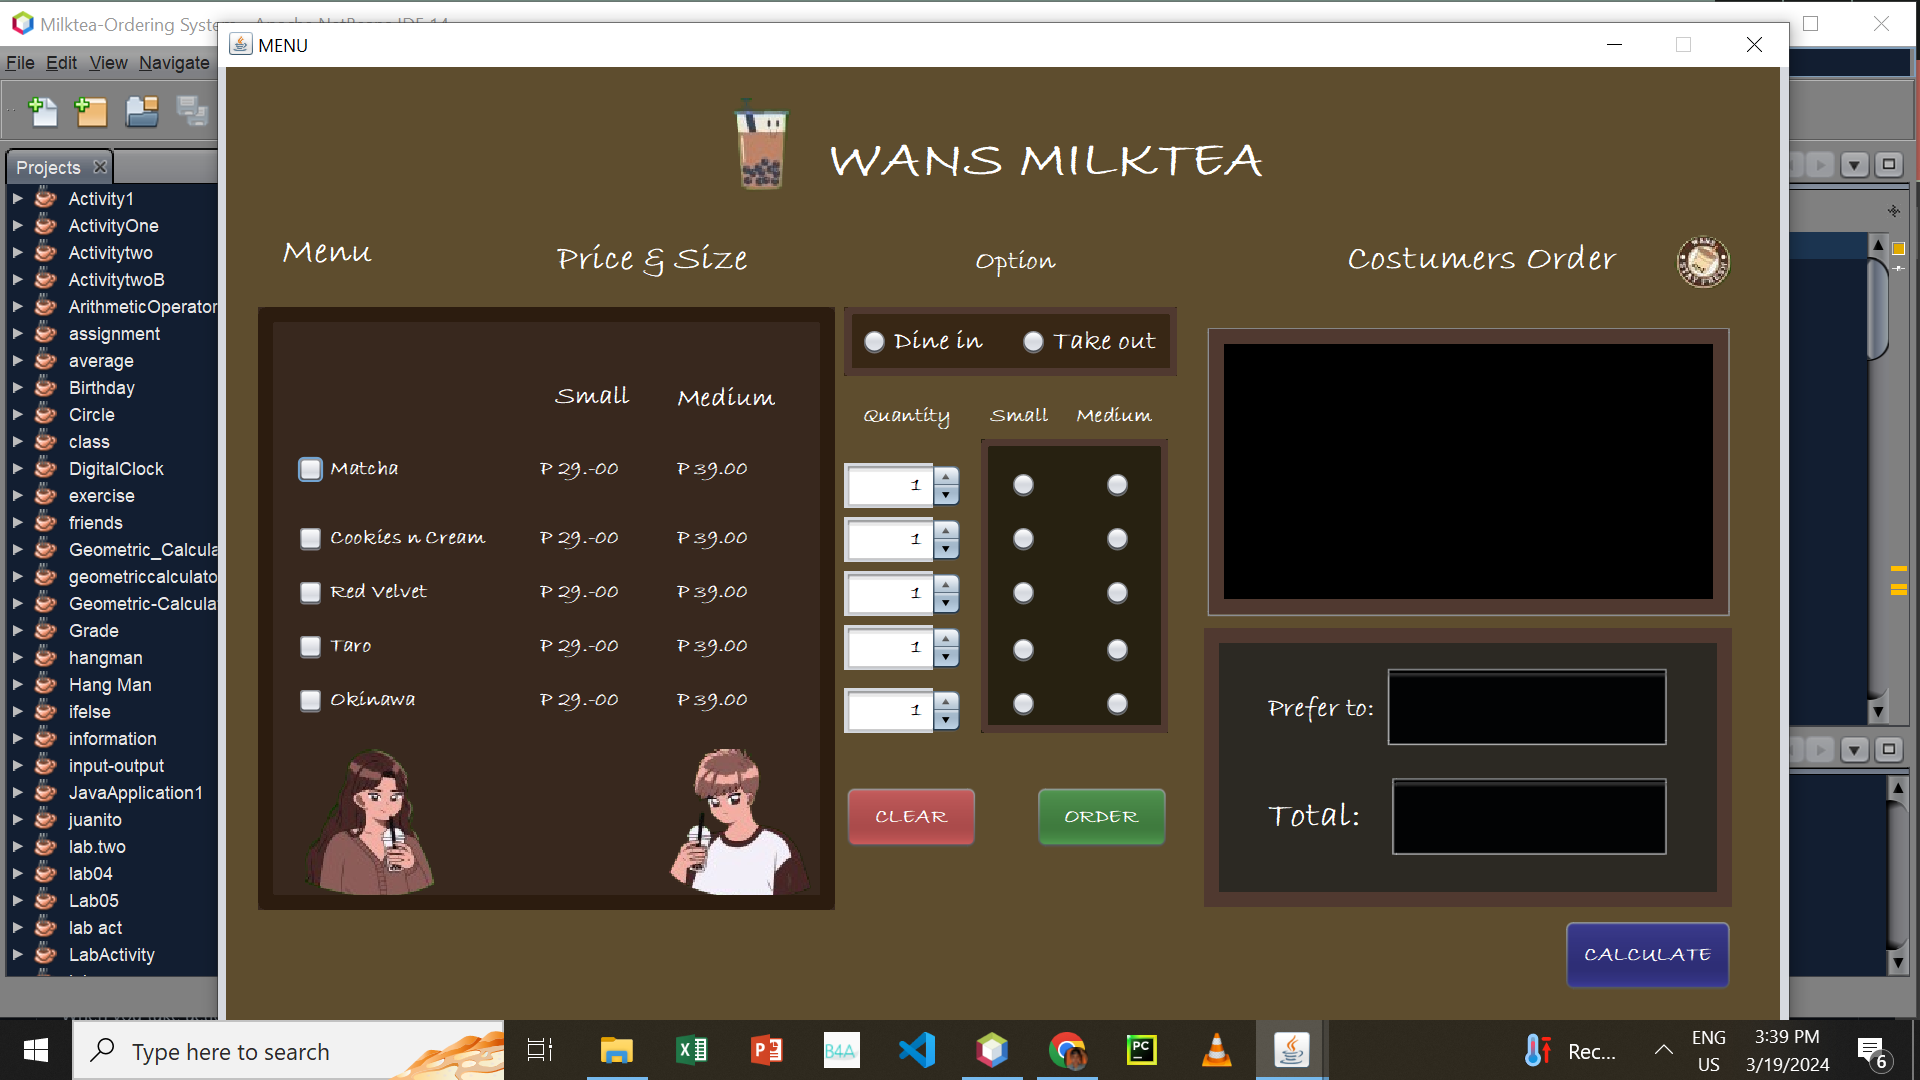 Milktea-Ordering
MENU
File Edit View Navigate
WANS MILKTEA
Projects
Activity1
ActivityOne
Activitytwo
ActivitytwoB
ArithmeticOperator
assignment
average
Birthday
Circle
class
DigitalClock
exercise
friends
Geometric_Calcula
geometriccalculato
Geometric-Calcula
Grade
hangman
Hang Man
ifelse
information
input-output
JavaApplication1
juanito
lab.two
lab04
Lab05
lab act
LabActivity
Menu
Price & Size
Option
Costumers Order
Small Medium
Matcha P 29.-00 P 39.00
Cookies n Cream P 29.-00 P 39.00
Red Velvet P 29.-00 P 39.00
Taro P 29.-00 P 39.00
Okinawa P 29.-00 P 39.00
Dine in Take out
Quantity Small Medium
1
1
1
1
1
CLEAR ORDER
Prefer to:
Total:
CALCULATE
Type here to search
B4A
PC
Rec...
ENG
US
3:39 PM
3/19/2024
6